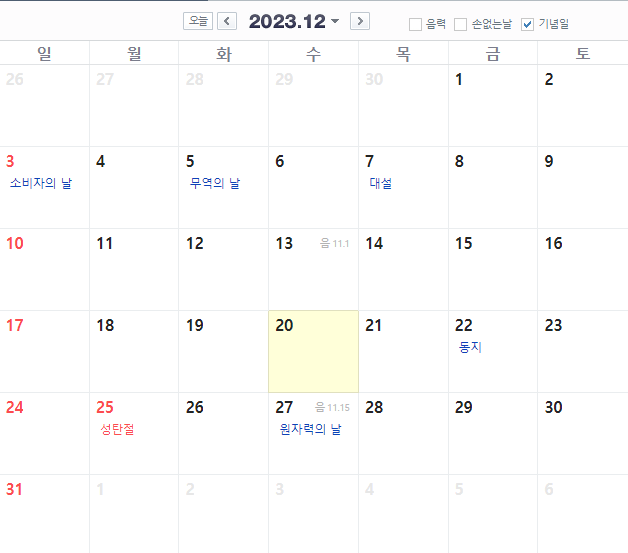 오늘 < 2023.12 > 음력 손없는날 기념일
일 월 화 수 목 금 토
26 27 28 29 30 1 2
3 4 5 6 7 8 9
소비자의 날 무역의 날 대설
10 11 12 13 음 11.1 14 15 16
17 18 19 20 21 22 23
동지
24 25 26 27 음 11.15 28 29 30
성탄절 원자력의 날
31 1 2 3 4 5 6